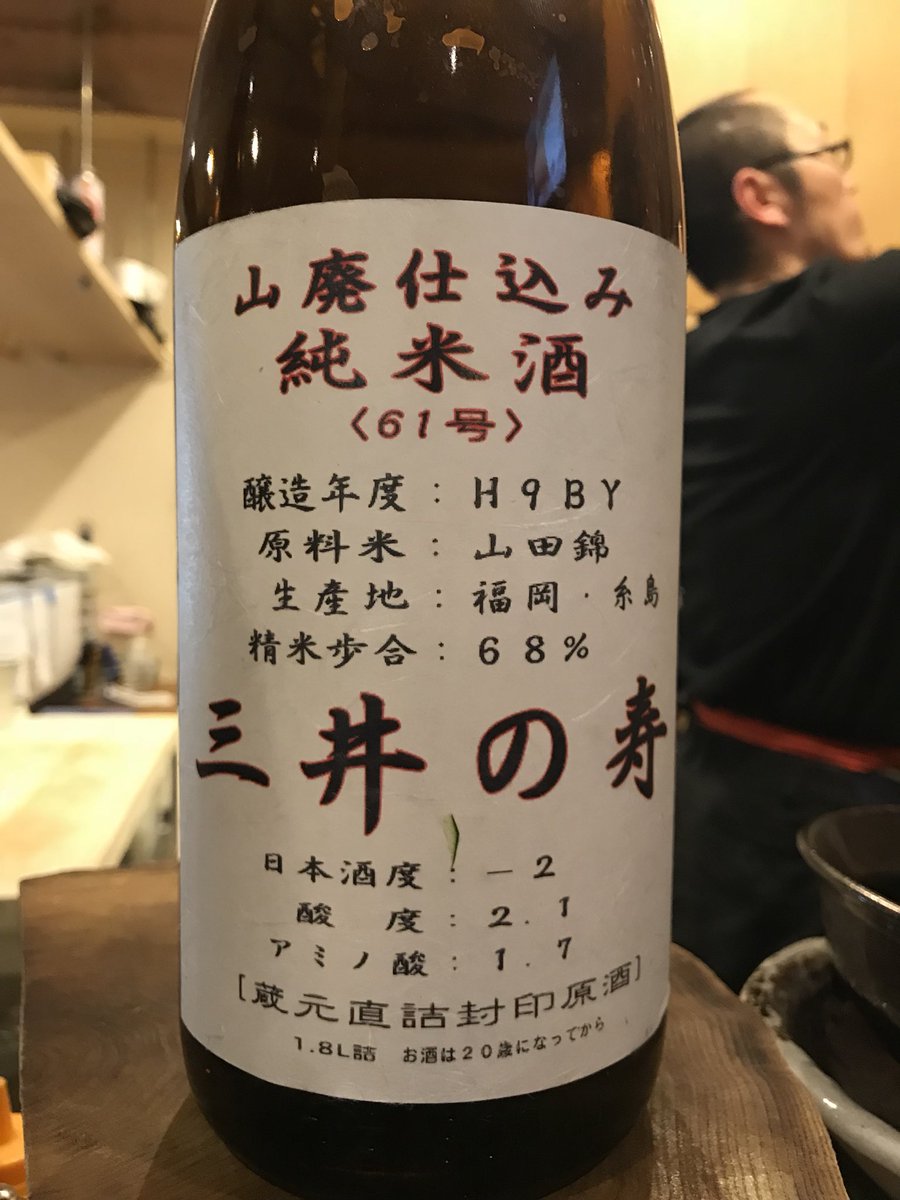 山廃仕込み
純米酒
〈61号〉
醸造年度：H9BY
原料米：山田錦
生産地：福岡・糸島
精米歩合：68%
三井の寿
日本酒度：－2
酸　度：2.1
アミノ酸：1.7
[蔵元直詰封印原酒]
1.8L詰　お酒は20歳になってから